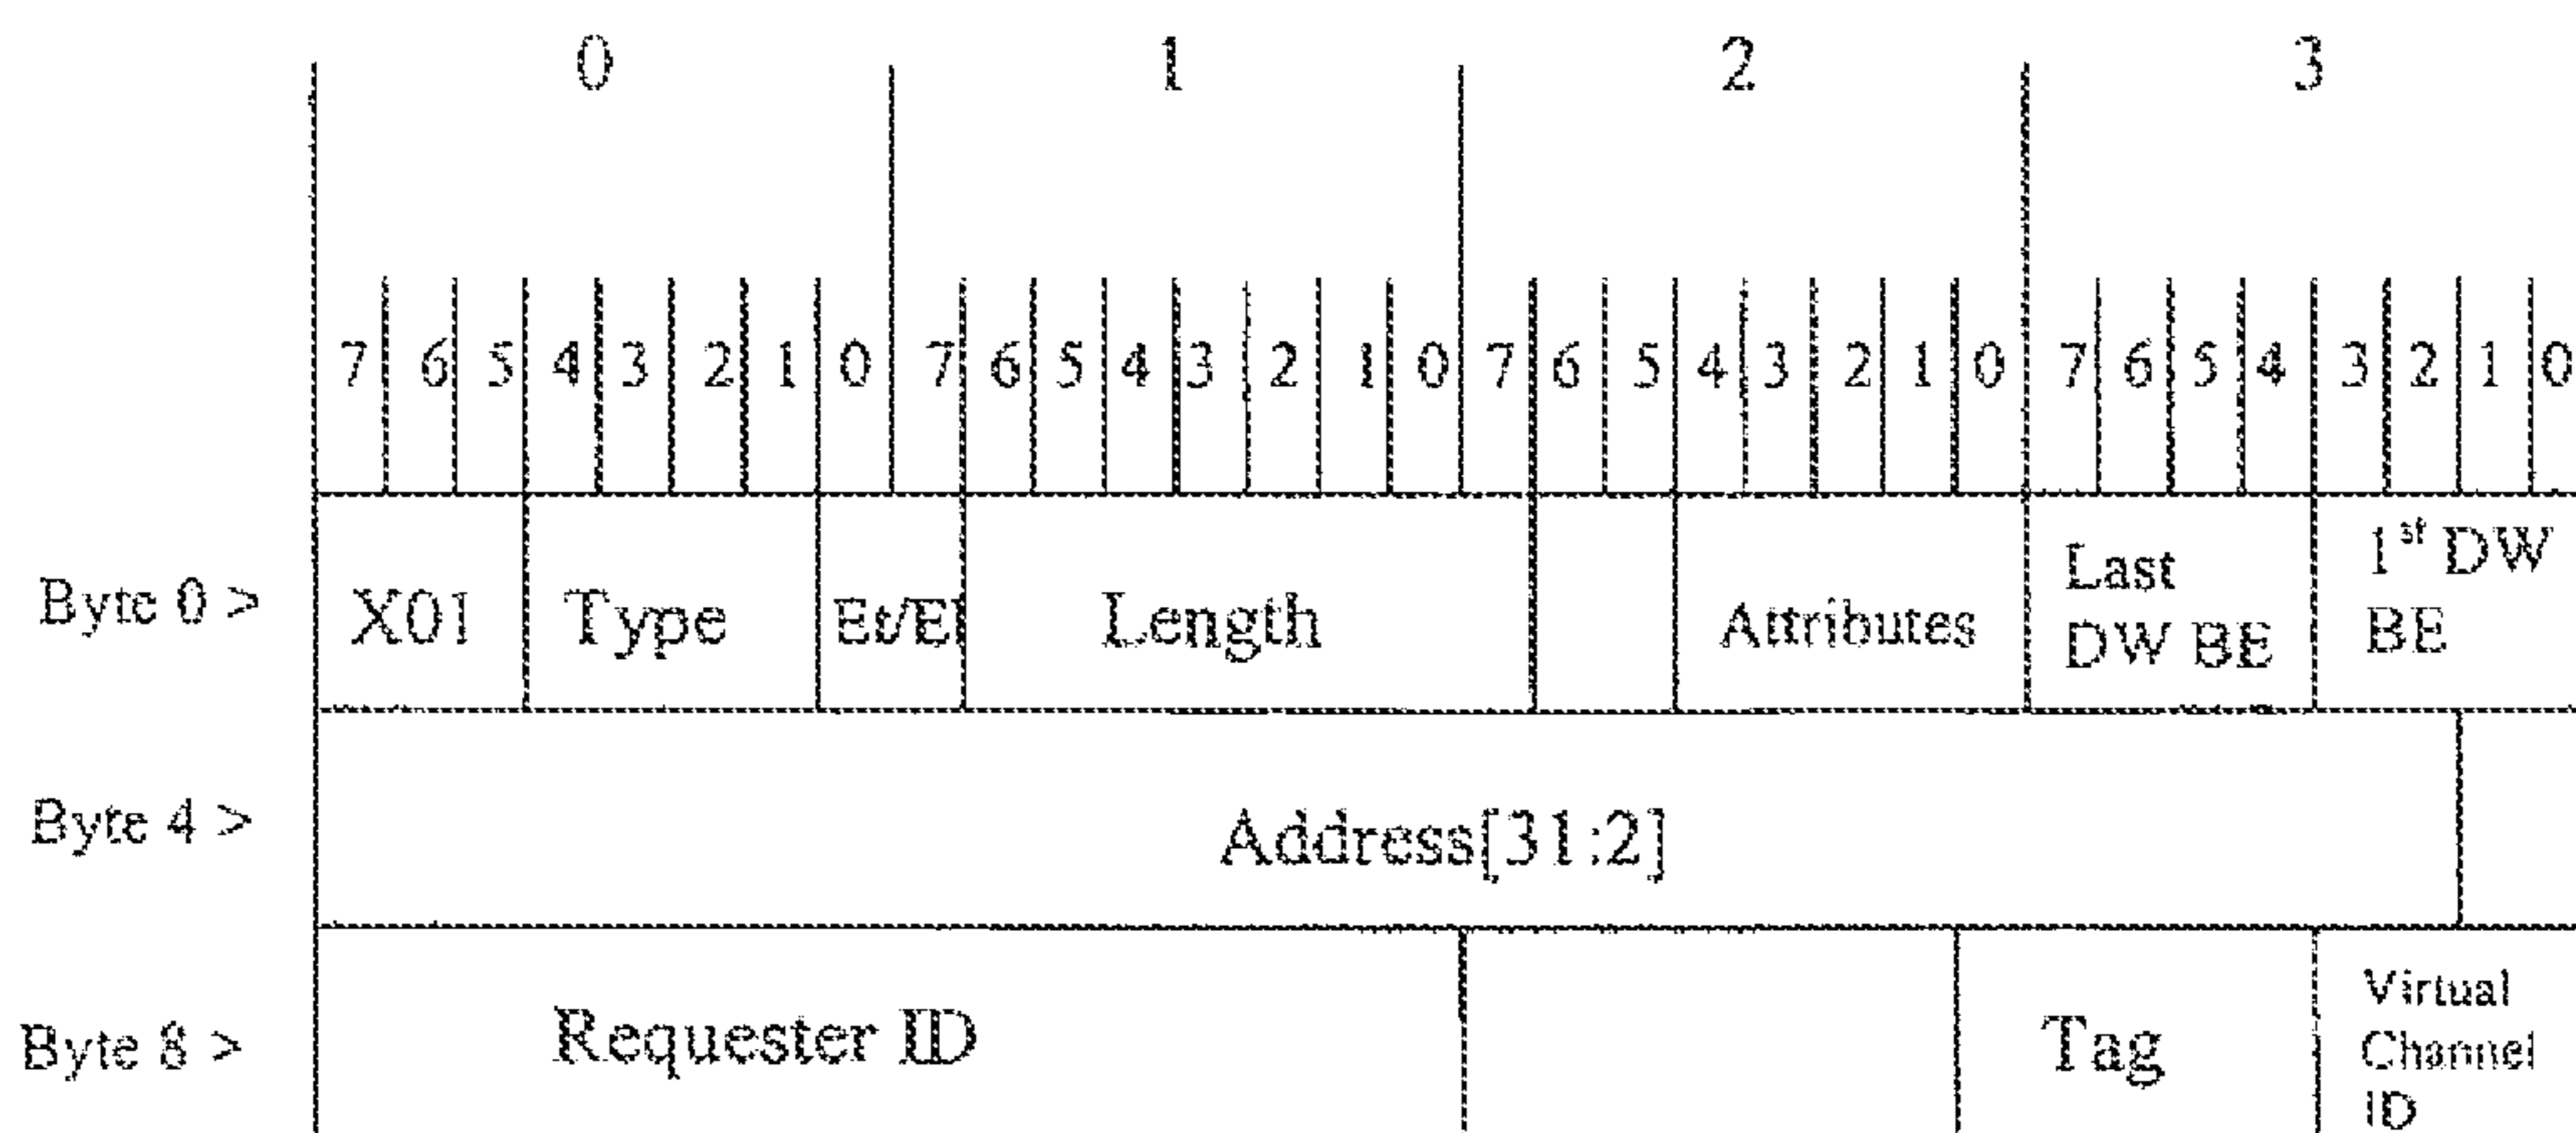 0 1 2 3
7 6 5 4 3 2 1 0 7 6 5 4 3 2 1 0 7 6 5 4 3 2 1 0 7 6 5 4 3 2 1 0
Byte 0 > X01 Type Et/El Length Attributes Last DW BE 1st DW BE
Byte 4 > Address[31:2]
Byte 8 > Requester ID Tag Virtual Channel ID